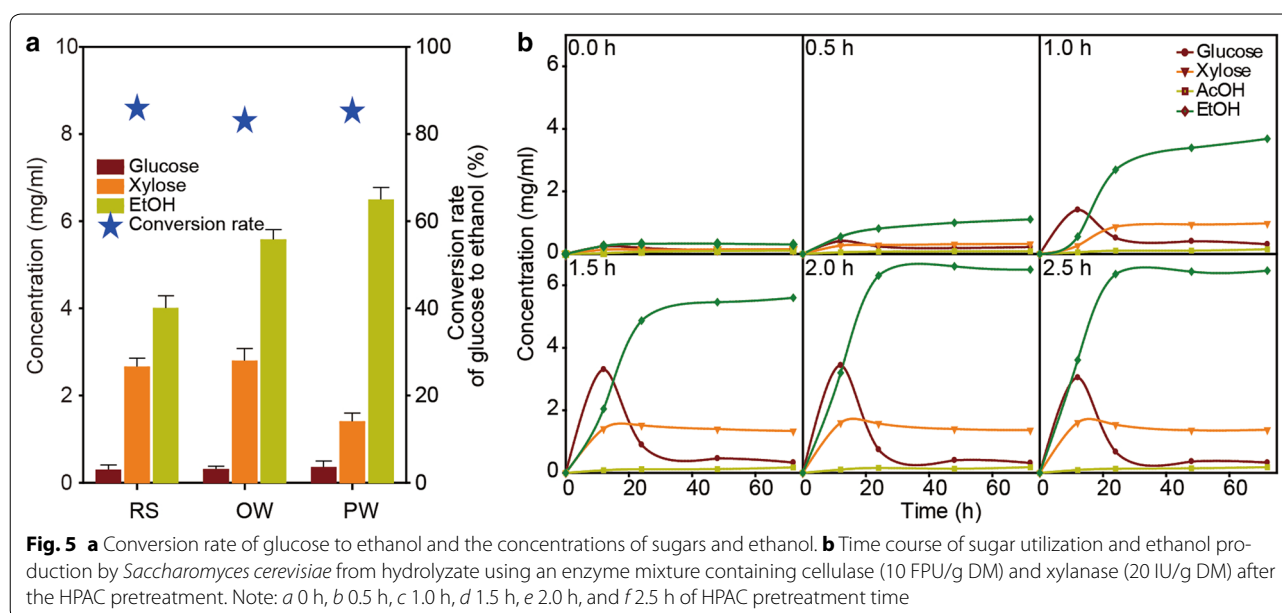 a
10
8
6
4
2
0
Concentration (mg/ml)
Glucose
Xylose
EtOH
Conversion rate
100
80
60
40
20
0
Conversion rate
of glucose to ethanol (%)
RS OW PW
b
0.0 h 0.5 h 1.0 h
Glucose
Xylose
AcOH
EtOH
6
4
2
0
1.5 h 2.0 h 2.5 h
6
4
2
0
Concentration (mg/ml)
0 20 40 60 0 20 40 60 0 20 40 60
Time (h)
Fig. 5 a Conversion rate of glucose to ethanol and the concentrations of sugars and ethanol. b Time course of sugar utilization and ethanol pro-
duction by Saccharomyces cerevisiae from hydrolyzate using an enzyme mixture containing cellulase (10 FPU/g DM) and xylanase (20 IU/g DM) after
the HPAC pretreatment. Note: a 0 h, b 0.5 h, c 1.0 h, d 1.5 h, e 2.0 h, and f 2.5 h of HPAC pretreatment time